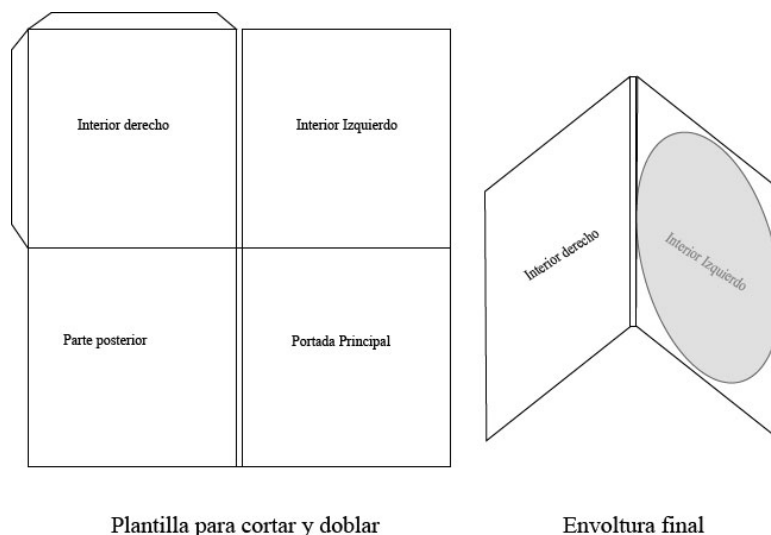 Interior derecho
Interior Izquierdo
Parte posterior
Portada Principal
Interior derecho
Interior Izquierdo
Plantilla para cortar y doblar
Envoltura final